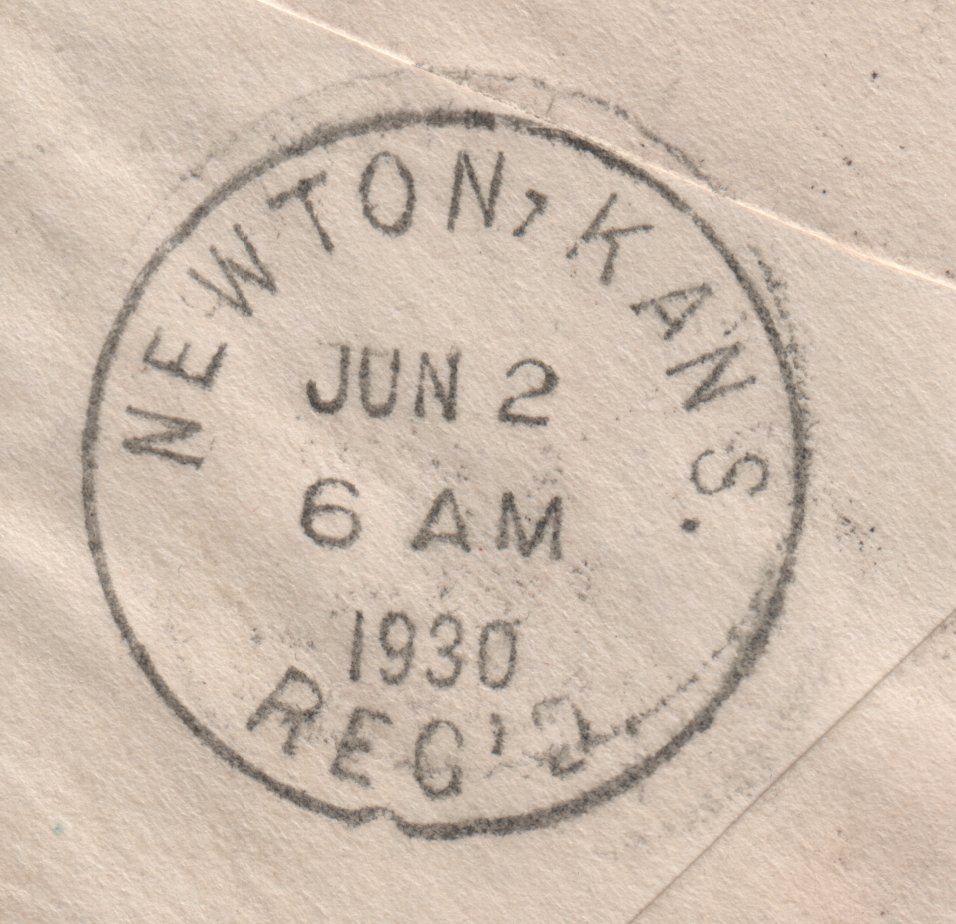 NEWTON, KANS.
JUN 2
6 AM
1930
REG'D.